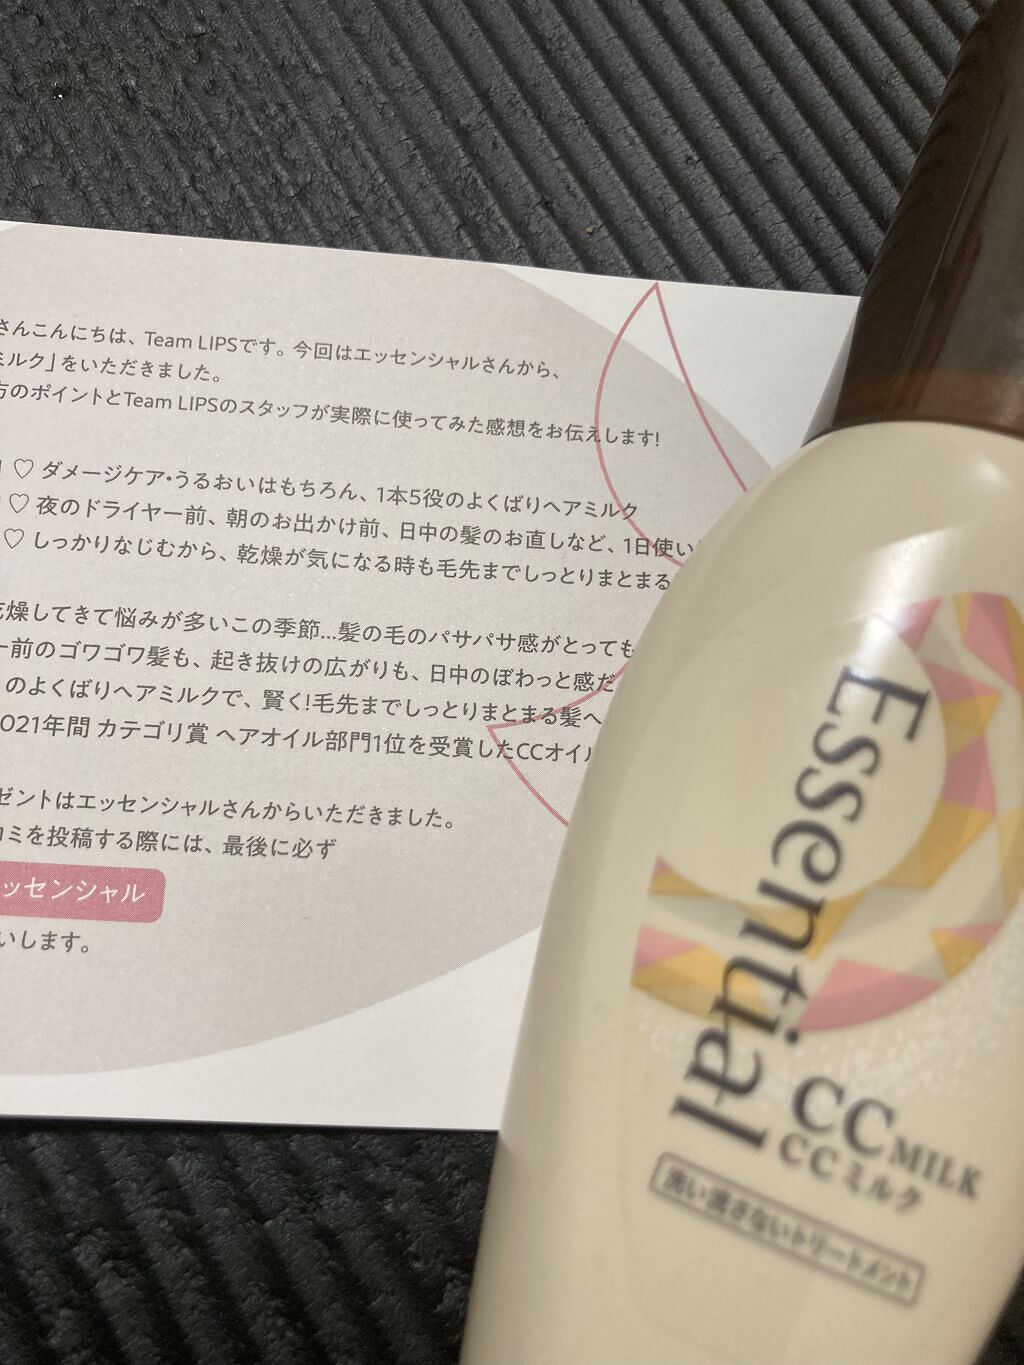 さんこんにちは、Team LIPSです。今回はエッセンシャルさんから、
ミルク」をいただきました。
方のポイントとTeam LIPSのスタッフが実際に使ってみた感想をお伝えします!
♡ ダメージケア・うるおいはもちろん、1本5役のよくばりヘアミルク
♡ 夜のドライヤー前、朝のお出かけ前、日中の髪のお直しなど、1日使い
♡ しっかりなじむから、乾燥が気になる時も毛先までしっとりまとまる
乾燥してきて悩みが多いこの季節…髪の毛のパサパサ感がとっても
ー前のゴワゴワ髪も、起き抜けの広がりも、日中のぼわっと感だ
のよくばりヘアミルクで、賢く!毛先までしっとりまとまる髪へ
2021年間 カテゴリ賞 ヘアオイル部門1位を受賞したCCオイル
ゼントはエッセンシャルさんからいただきました。
コミを投稿する際には、最後に必ず
ッセンシャル
いします。
Essential
CC MILK
CCミルク
洗い流さないトリートメント